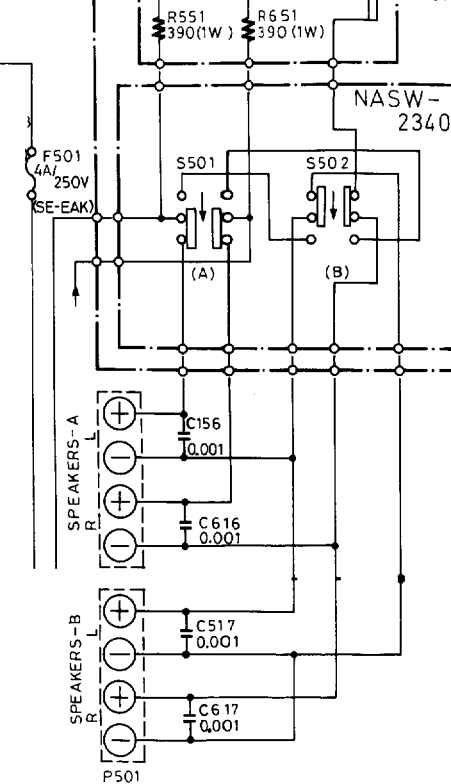 R551
390(1W)
R651
390(1W)
NASW-
2340
F501
4A/
250V
(SE-EAK)
S501
S502
(A)
(B)
SPEAKERS-A
L
R
+
−
+
−
C156
0.001
C616
0.001
SPEAKERS-B
L
R
+
−
+
−
C517
0.001
C617
0.001
P501